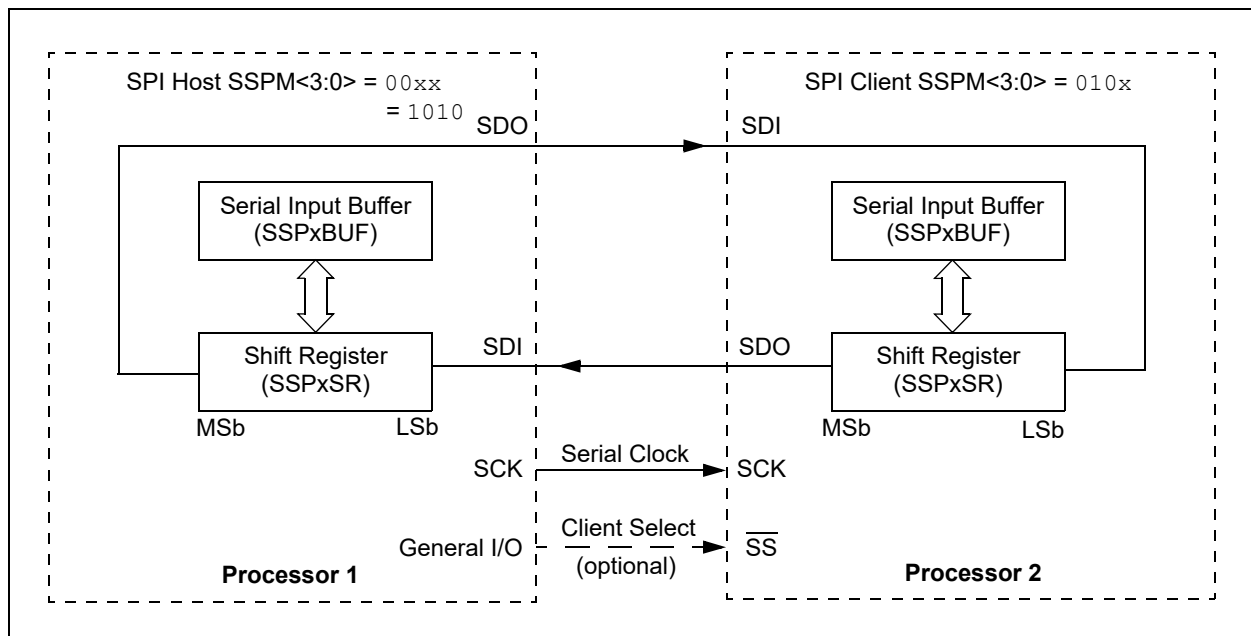 SPI Host SSPM<3:0> = 00xx
= 1010
SPI Client SSPM<3:0> = 010x
SDO
SDI
Serial Input Buffer
(SSPxBUF)
Serial Input Buffer
(SSPxBUF)
SDI
SDO
Shift Register
(SSPxSR)
Shift Register
(SSPxSR)
MSb
LSb
MSb
LSb
SCK
Serial Clock
SCK
General I/O
Client Select
(optional)
S̅S̅
Processor 1
Processor 2